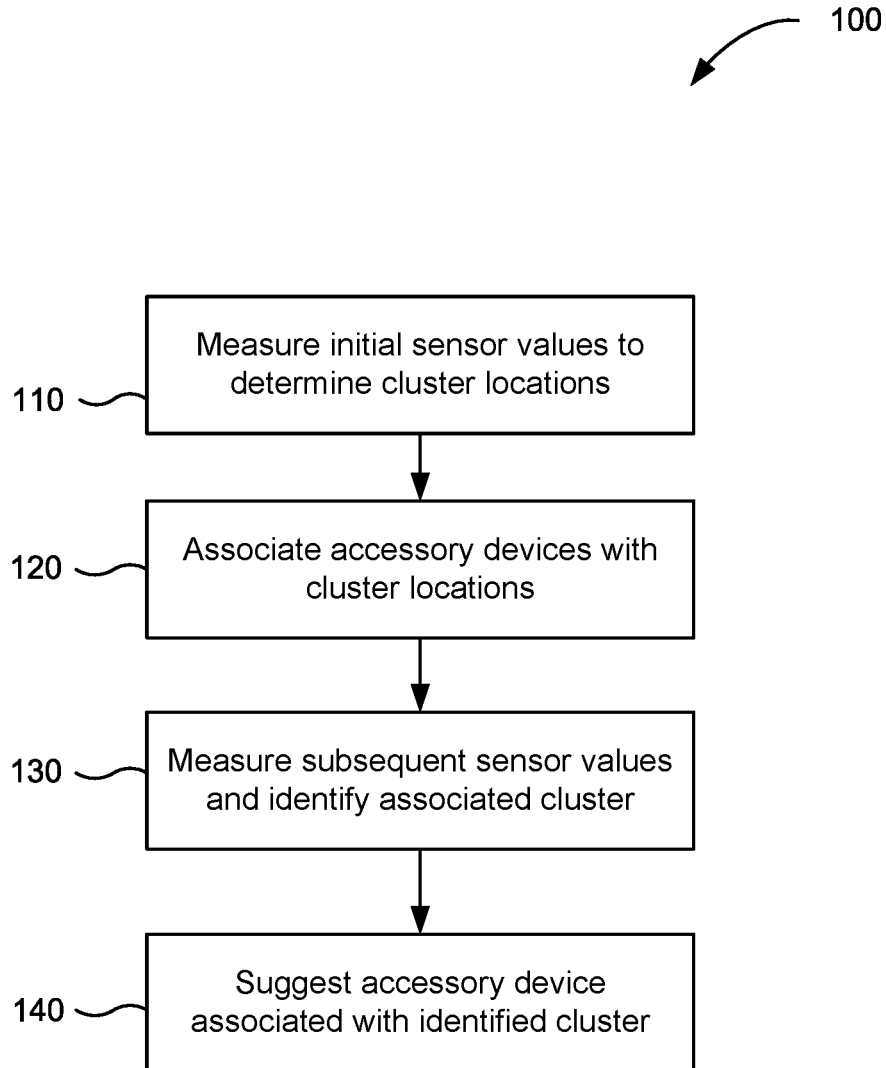 100
Measure initial sensor values to
determine cluster locations
110
Associate accessory devices with
cluster locations
120
Measure subsequent sensor values
and identify associated cluster
130
Suggest accessory device
associated with identified cluster
140